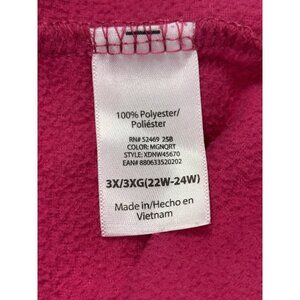 100% Polyester/
Poliéster
RN# 52469 25B
COLOR: MGNQRT
STYLE: XDNW45670
EAN# 880633520202
3X/3XG(22W-24W)
Made in/Hecho en
Vietnam